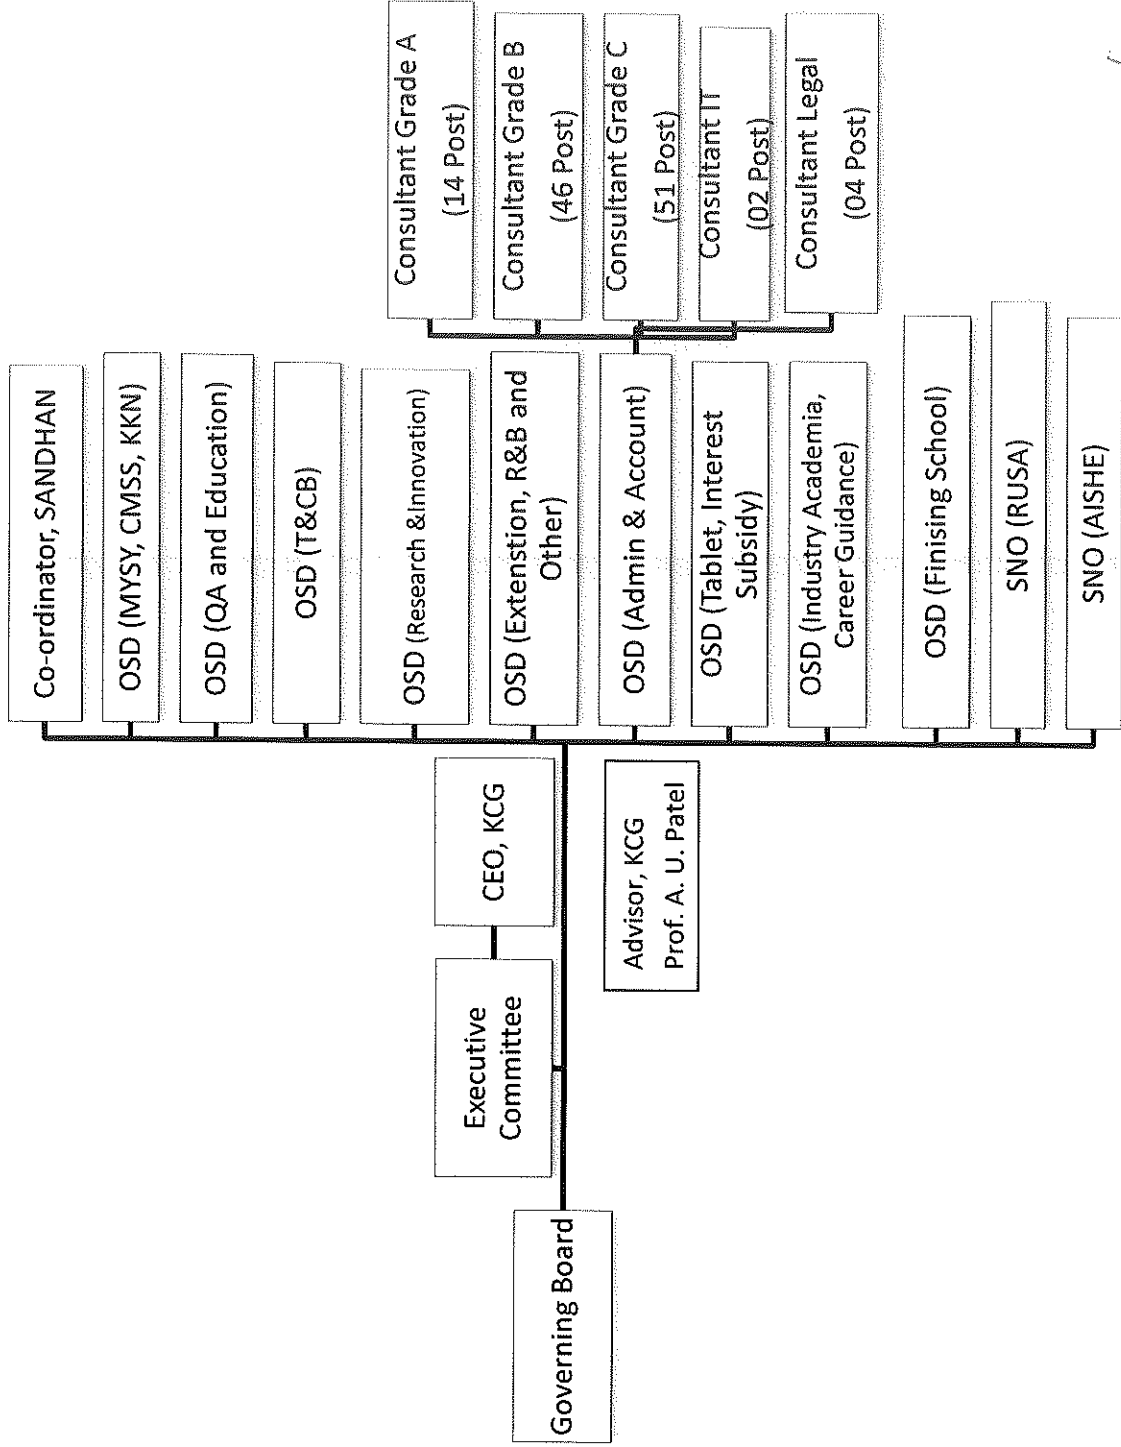 Governing Board
Executive
Committee
CEO, KCG
Advisor, KCG
Prof. A. U. Patel
Co-ordinator, SANDHAN
OSD (MYSY, CMSS, KKN)
OSD (QA and Education)
OSD (T&CB)
OSD (Research &Innovation)
OSD (Extenstion, R&B and
Other)
OSD (Admin & Account)
OSD (Tablet, Interest
Subsidy)
OSD (Industry Academia,
Career Guidance)
OSD (Finising School)
SNO (RUSA)
SNO (AISHE)
Consultant Grade A
(14 Post)
Consultant Grade B
(46 Post)
Consultant Grade C
(51 Post)
Consultant IT
(02 Post)
Consultant Legal
(04 Post)